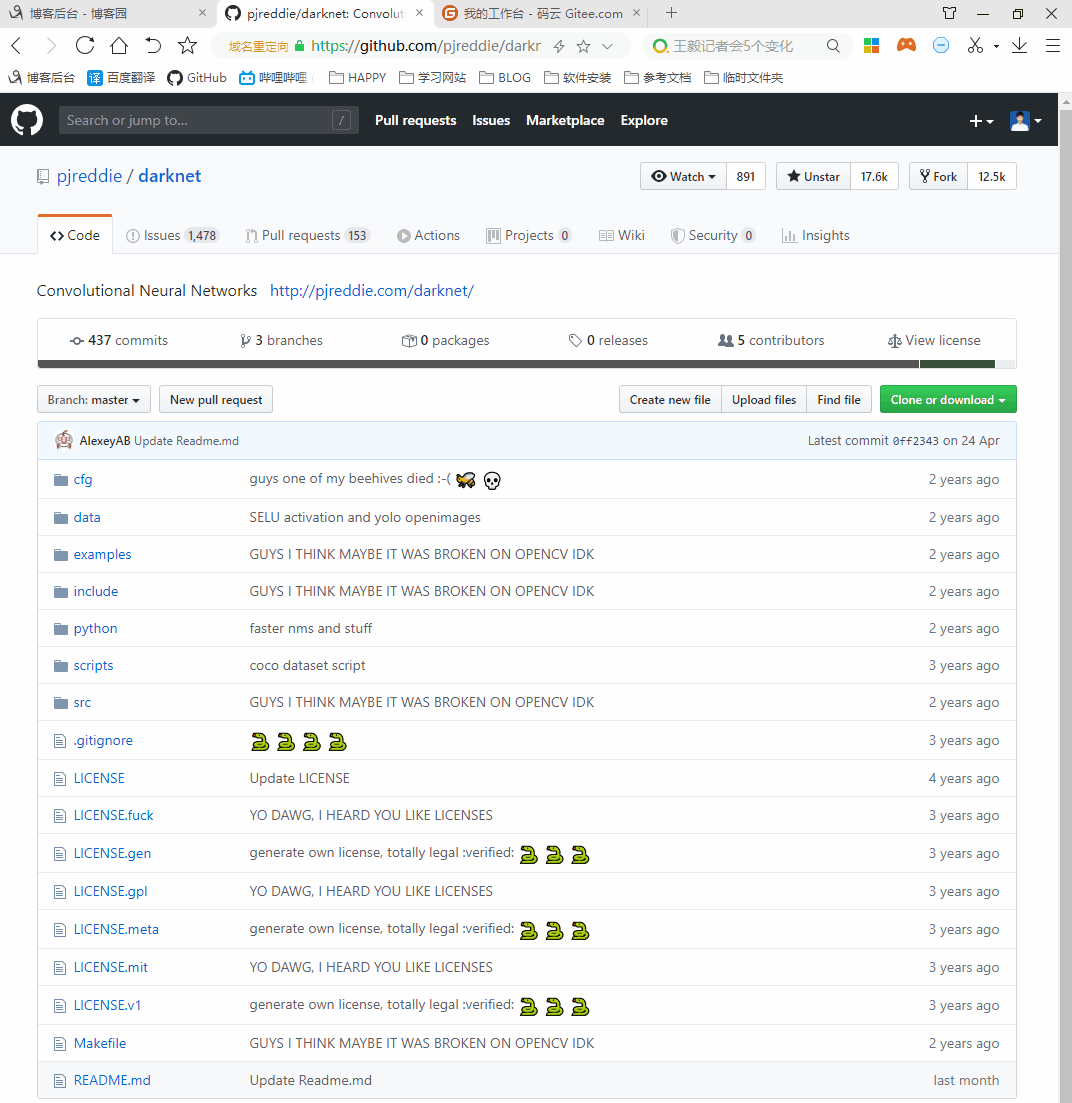 博客后台 - 博客园 × pjreddie/darknet: Convolut × 我的工作台 - 码云 Gitee.com ×
域名重定向 https://github.com/pjreddie/darkr 王毅记者会5个变化
博客后台 译 百度翻译 GitHub 哔哩哔哩 HAPPY 学习网站 BLOG 软件安装 参考文档 临时文件夹
Search or jump to... / Pull requests Issues Marketplace Explore
pjreddie / darknet Watch 891 Unstar 17.6k Fork 12.5k
Code Issues 1,478 Pull requests 153 Actions Projects 0 Wiki Security 0 Insights
Convolutional Neural Networks http://pjreddie.com/darknet/
437 commits 3 branches 0 packages 0 releases 5 contributors View license
Branch: master New pull request Create new file Upload files Find file Clone or download
AlexeyAB Update Readme.md Latest commit 0ff2343 on 24 Apr
cfg guys one of my beehives died :-( 2 years ago
data SELU activation and yolo openimages 2 years ago
examples GUYS I THINK MAYBE IT WAS BROKEN ON OPENCV IDK 2 years ago
include GUYS I THINK MAYBE IT WAS BROKEN ON OPENCV IDK 2 years ago
python faster nms and stuff 2 years ago
scripts coco dataset script 3 years ago
src GUYS I THINK MAYBE IT WAS BROKEN ON OPENCV IDK 2 years ago
.gitignore 3 years ago
LICENSE Update LICENSE 4 years ago
LICENSE.fuck YO DAWG, I HEARD YOU LIKE LICENSES 3 years ago
LICENSE.gen generate own license, totally legal :verified: 3 years ago
LICENSE.gpl YO DAWG, I HEARD YOU LIKE LICENSES 3 years ago
LICENSE.meta generate own license, totally legal :verified: 3 years ago
LICENSE.mit YO DAWG, I HEARD YOU LIKE LICENSES 3 years ago
LICENSE.v1 generate own license, totally legal :verified: 3 years ago
Makefile GUYS I THINK MAYBE IT WAS BROKEN ON OPENCV IDK 2 years ago
README.md Update Readme.md last month